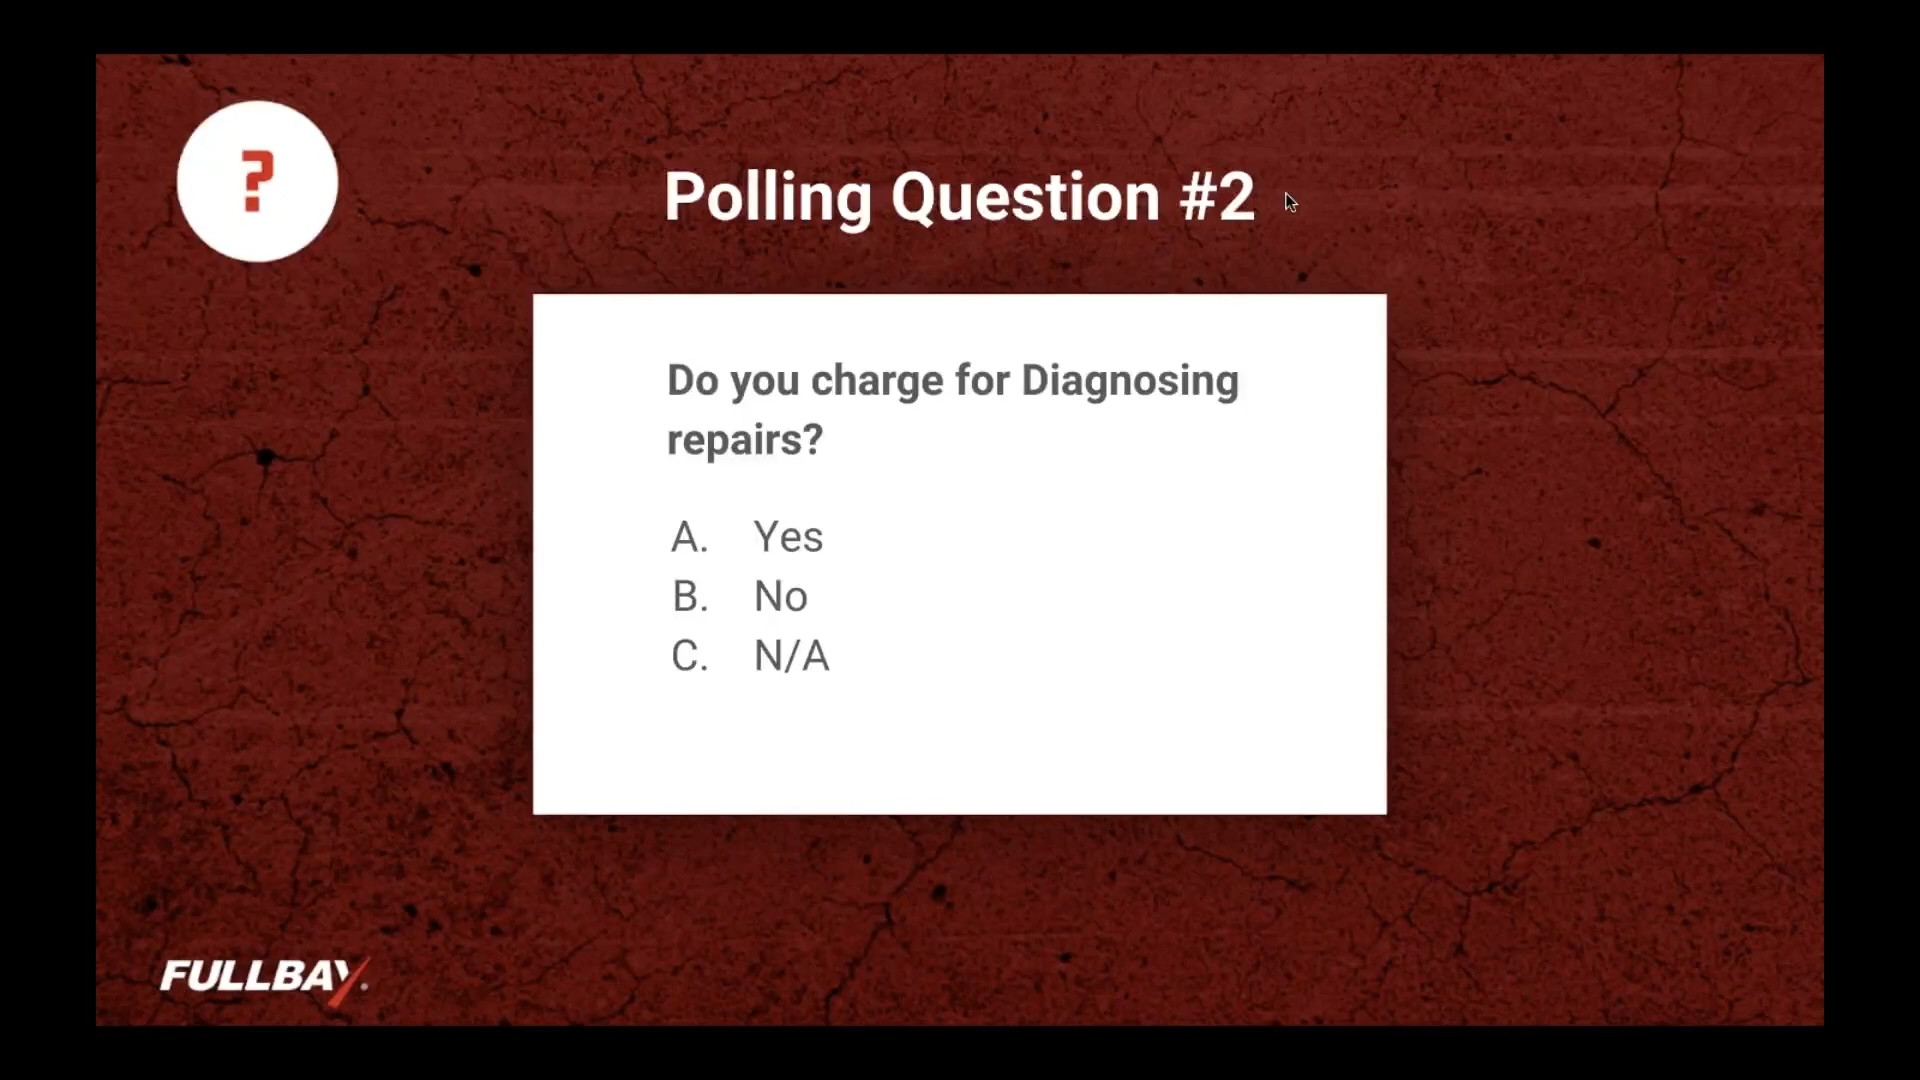 ?
Polling Question #2
Do you charge for Diagnosing
repairs?
A. Yes
B. No
C. N/A
FULLBAY